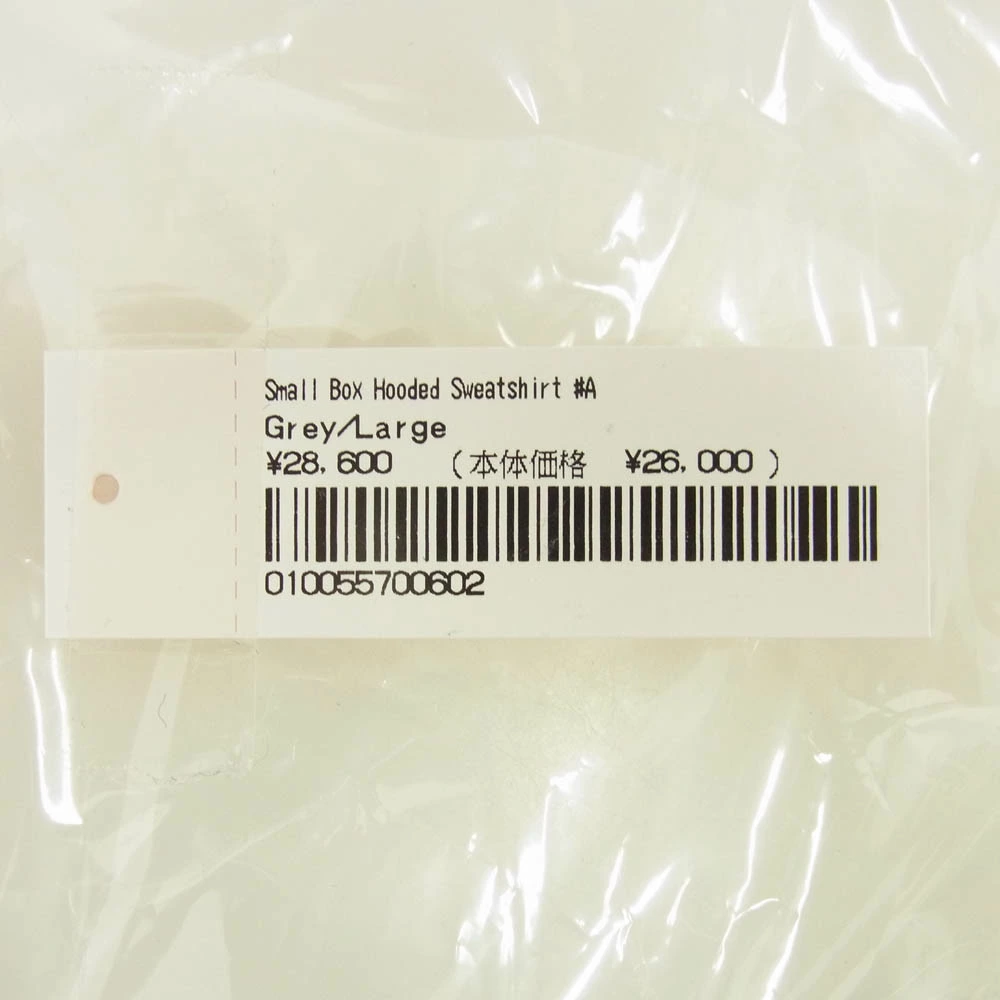 Small Box Hooded Sweatshirt #A
Grey/Large
¥28,600 (本体価格 ¥26,000 )
010055700602